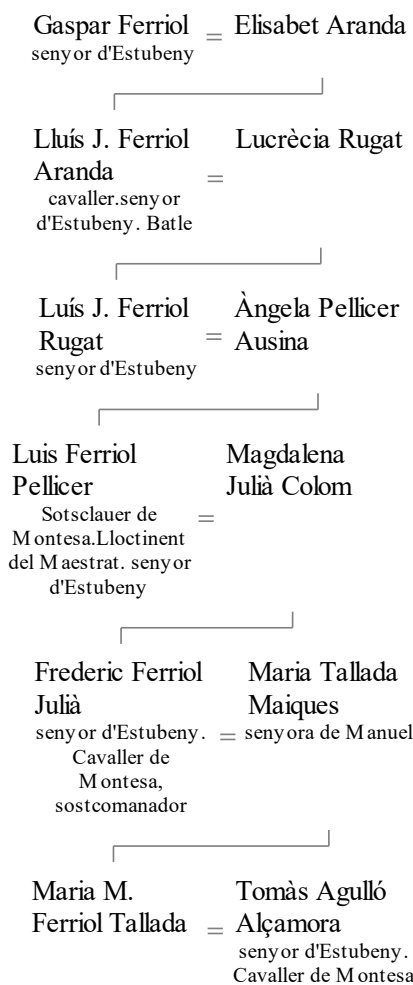 Gaspar Ferriol = Elisabet Aranda
senyor d'Estubeny
Lluís J. Ferriol
Aranda
cavaller.senyor
d'Estubeny. Batle
=
Lucrècia Rugat
Luís J. Ferriol
Rugat
senyor d'Estubeny
=
Àngela Pellicer
Ausina
Luis Ferriol
Pellicer
Sotsclauer de
Montesa.Lloctinent
del Maestrat. senyor
d'Estubeny
=
Magdalena
Julià Colom
Frederic Ferriol
Julià
senyor d'Estubeny.
Cavaller de
Montesa,
sostcomanador
=
Maria Tallada
Maiques
senyora de Manuel
Maria M.
Ferriol Tallada
=
Tomàs Agulló
Alçamora
senyor d'Estubeny.
Cavaller de Montesa